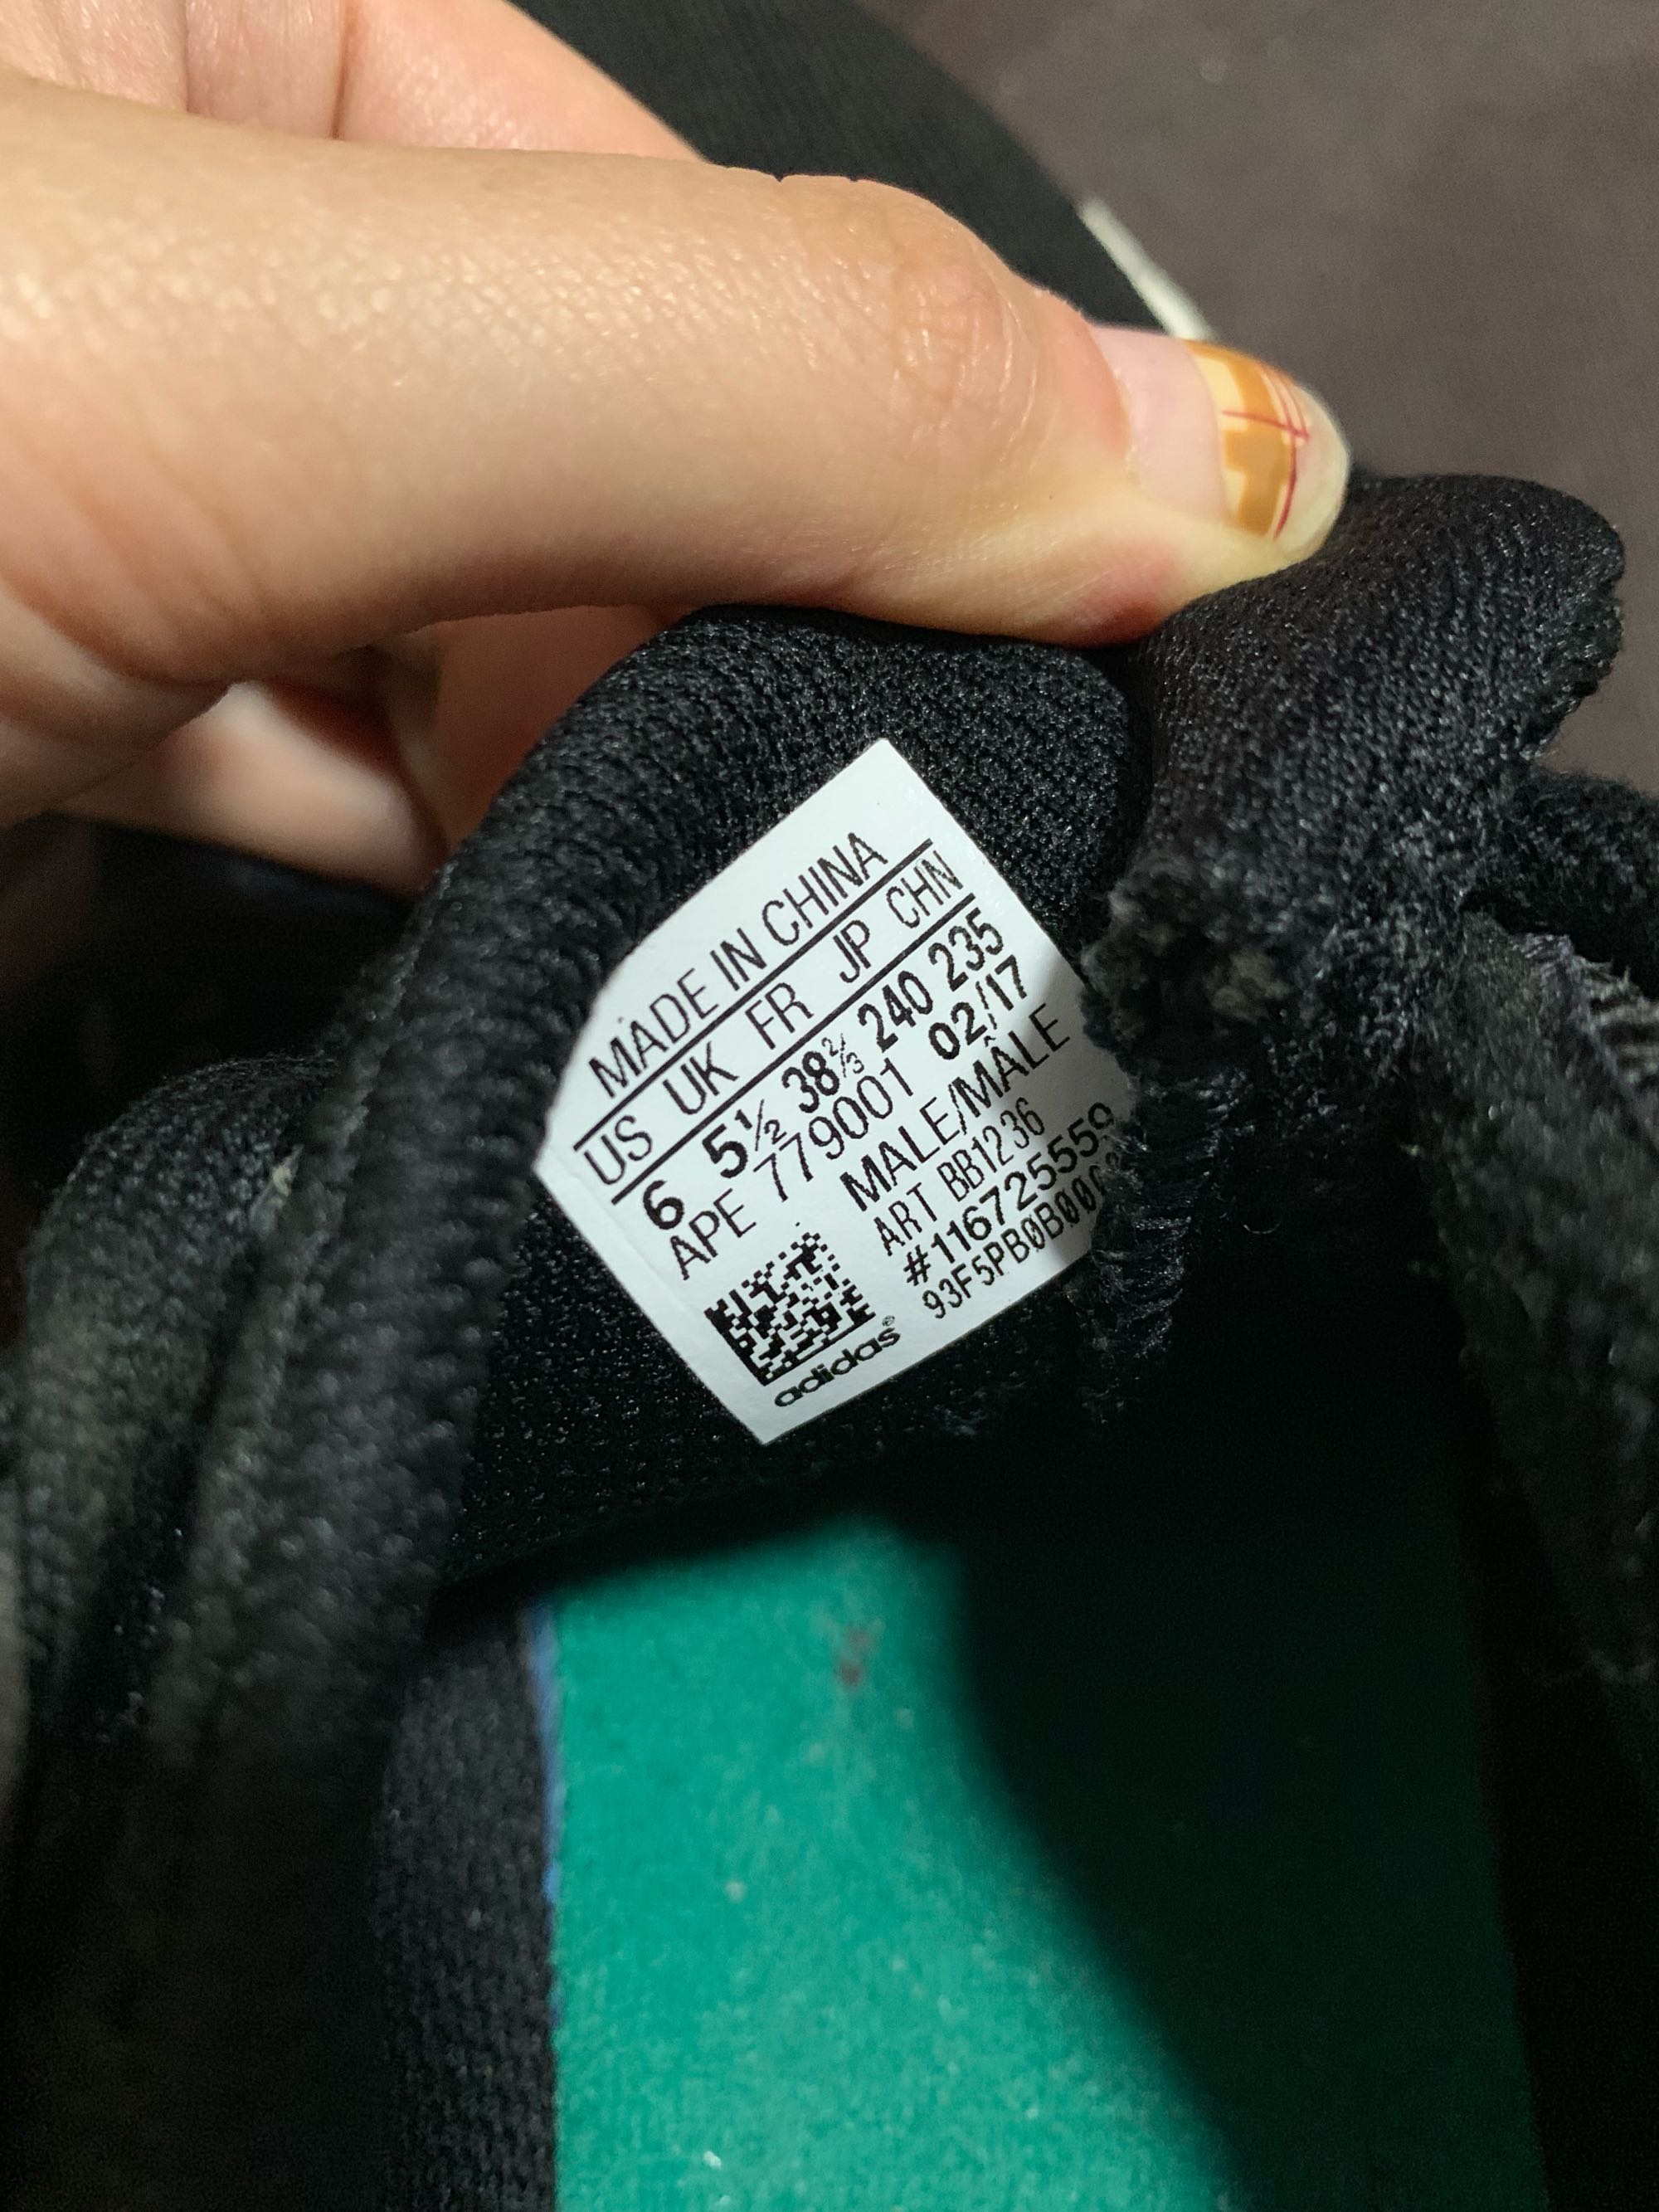 MADE IN CHINA
US UK FR JP CHN
6 5½ 38⅔ 240 235
APE 779001 02/17
MALE/MÂLE
ART BB1236
#116725559
adidas®